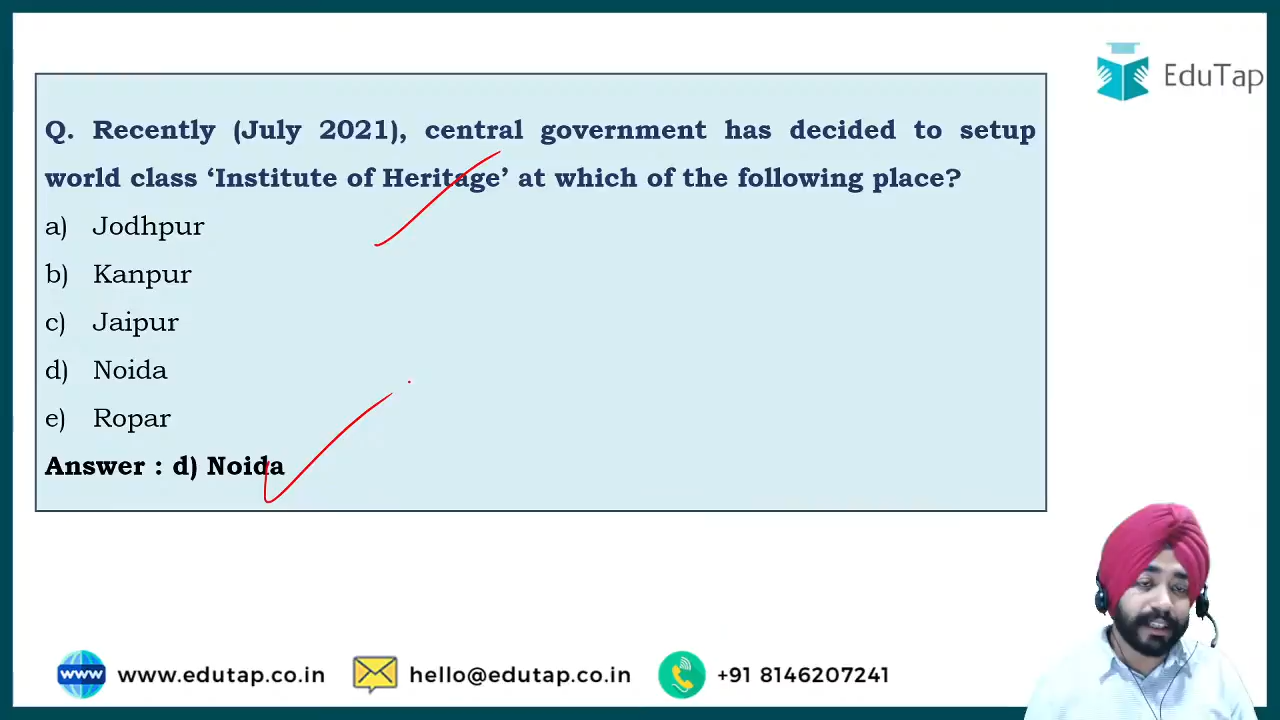 EduTap
Q. Recently (July 2021), central government has decided to setup
world class ‘Institute of Heritage’ at which of the following place?
a) Jodhpur
b) Kanpur
c) Jaipur
d) Noida
e) Ropar
Answer : d) Noida
www www.edutap.co.in hello@edutap.co.in +91 8146207241